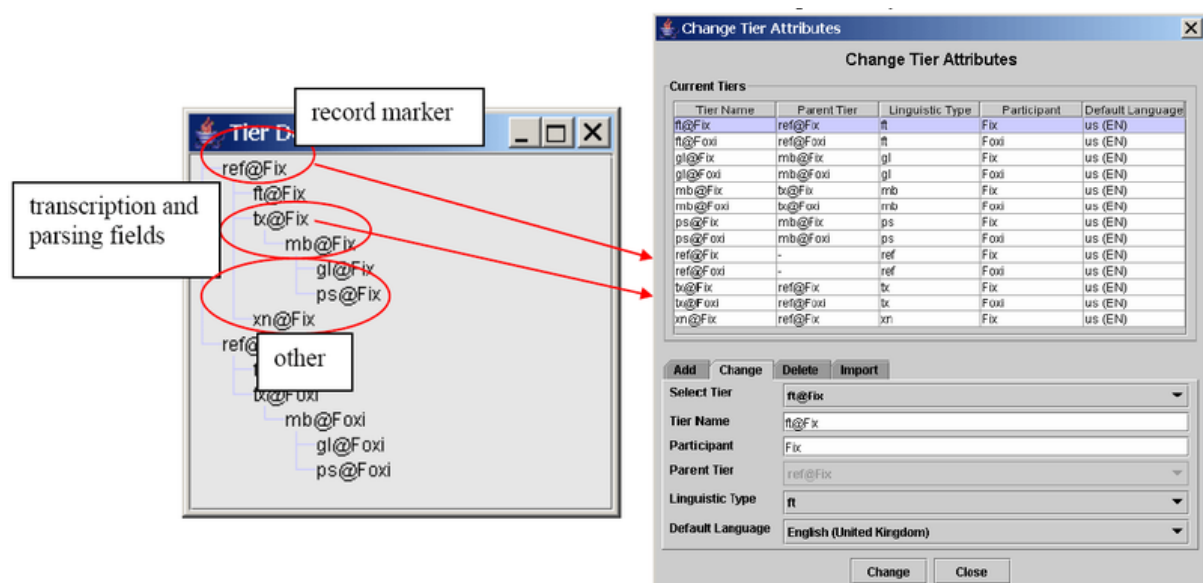 record marker
Tier D
ref@Fix
ft@Fix
tx@Fix
mb@Fix
gl@Fix
ps@Fix
xn@Fix
ref@
tx@Foxi
mb@Foxi
gl@Foxi
ps@Foxi
transcription and
parsing fields
other
Change Tier Attributes
Change Tier Attributes
Current Tiers
Tier Name Parent Tier Linguistic Type Participant Default Language
ft@Fix ref@Fix ft Fix us (EN)
ft@Foxi ref@Foxi ft Foxi us (EN)
gl@Fix mb@Fix gl Fix us (EN)
gl@Foxi mb@Foxi gl Foxi us (EN)
mb@Fix tx@Fix mb Fix us (EN)
mb@Foxi tx@Foxi mb Foxi us (EN)
ps@Fix mb@Fix ps Fix us (EN)
ps@Foxi mb@Foxi ps Foxi us (EN)
ref@Fix - ref Fix us (EN)
ref@Foxi - ref Foxi us (EN)
tx@Fix ref@Fix tx Fix us (EN)
tx@Foxi ref@Foxi tx Foxi us (EN)
xn@Fix ref@Fix xn Fix us (EN)
Add Change Delete Import
Select Tier ft@Fix
Tier Name ft@Fix
Participant Fix
Parent Tier ref@Fix
Linguistic Type ft
Default Language English (United Kingdom)
Change Close